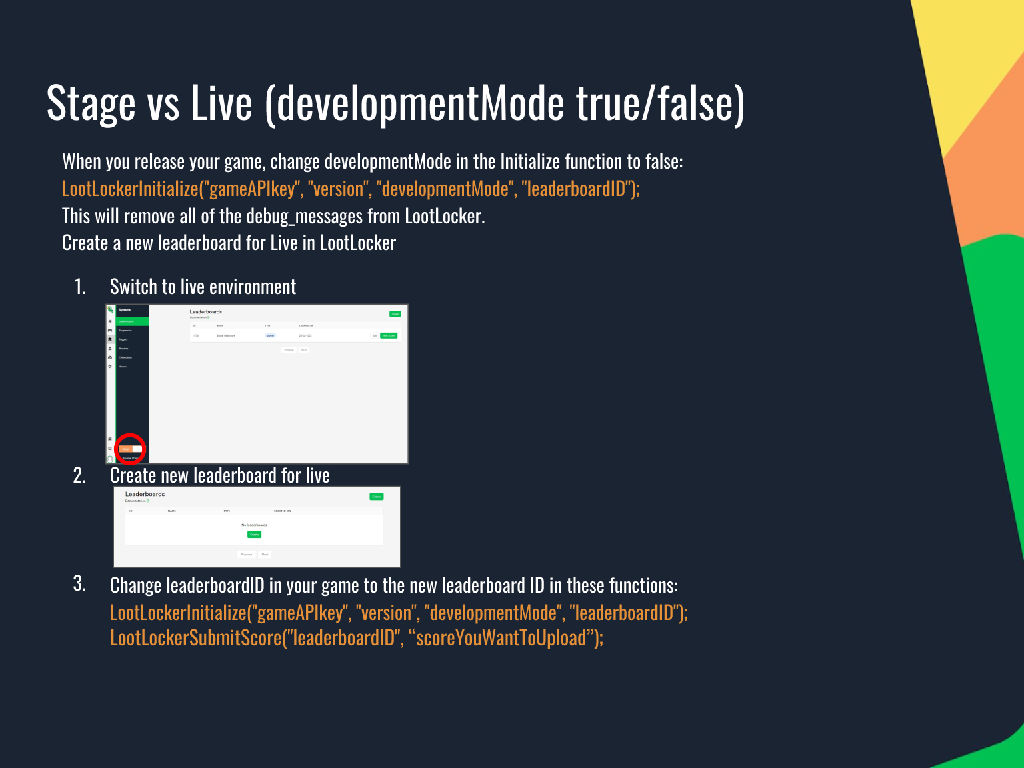 Stage vs Live (developmentMode true/false)
When you release your game, change developmentMode in the Initialize function to false:
LootLockerInitialize("gameAPIkey", "version", "developmentMode", "leaderboardID");
This will remove all of the debug_messages from LootLocker.
Create a new leaderboard for Live in LootLocker
1. Switch to live environment
Leaderboards
2. Create new leaderboard for live
Leaderboards
3. Change leaderboardID in your game to the new leaderboard ID in these functions:
LootLockerInitialize("gameAPIkey", "version", "developmentMode", "leaderboardID");
LootLockerSubmitScore("leaderboardID", “scoreYouWantToUpload”);